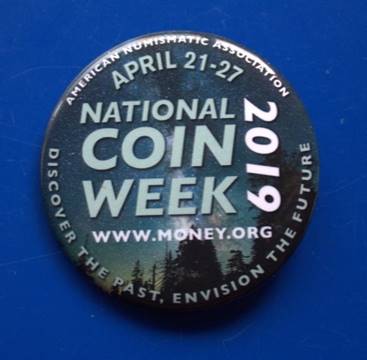 AMERICAN NUMISMATIC ASSOCIATION
APRIL 21-27
NATIONAL
COIN
WEEK
2019
WWW.MONEY.ORG
DISCOVER THE PAST, ENVISION THE FUTURE